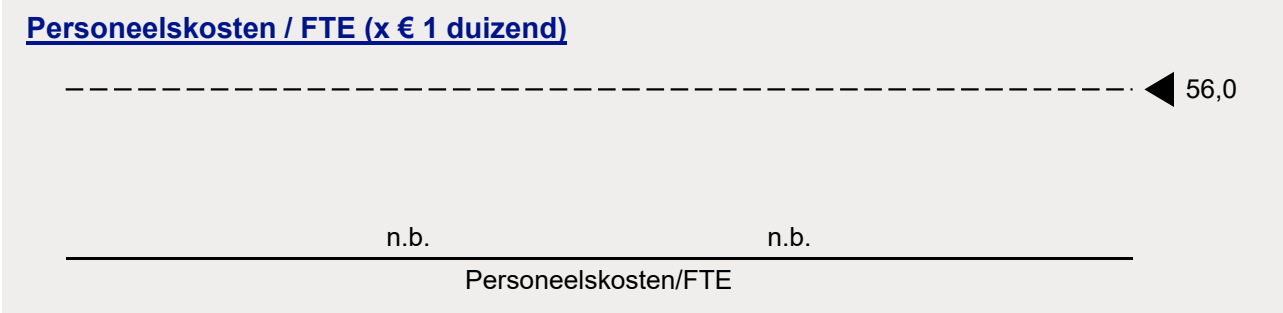 Personeelskosten / FTE (x € 1 duizend)
56,0
n.b. n.b.
Personeelskosten/FTE